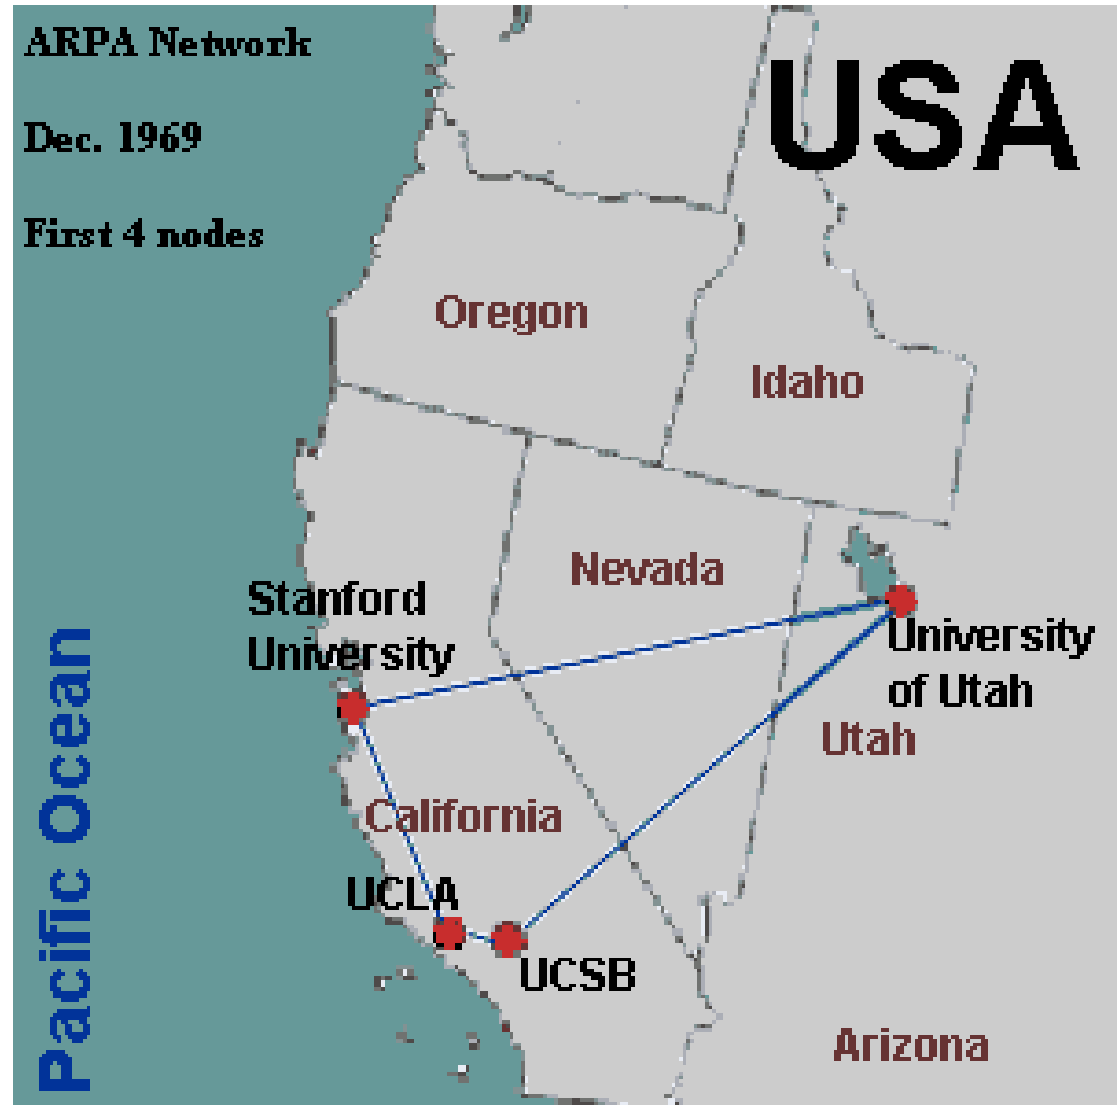 ARPA Network
Dec. 1969
First 4 nodes
USA
Oregon
Idaho
Nevada
Stanford
University
University
of Utah
Utah
California
UCLA
UCSB
Arizona
Pacific Ocean